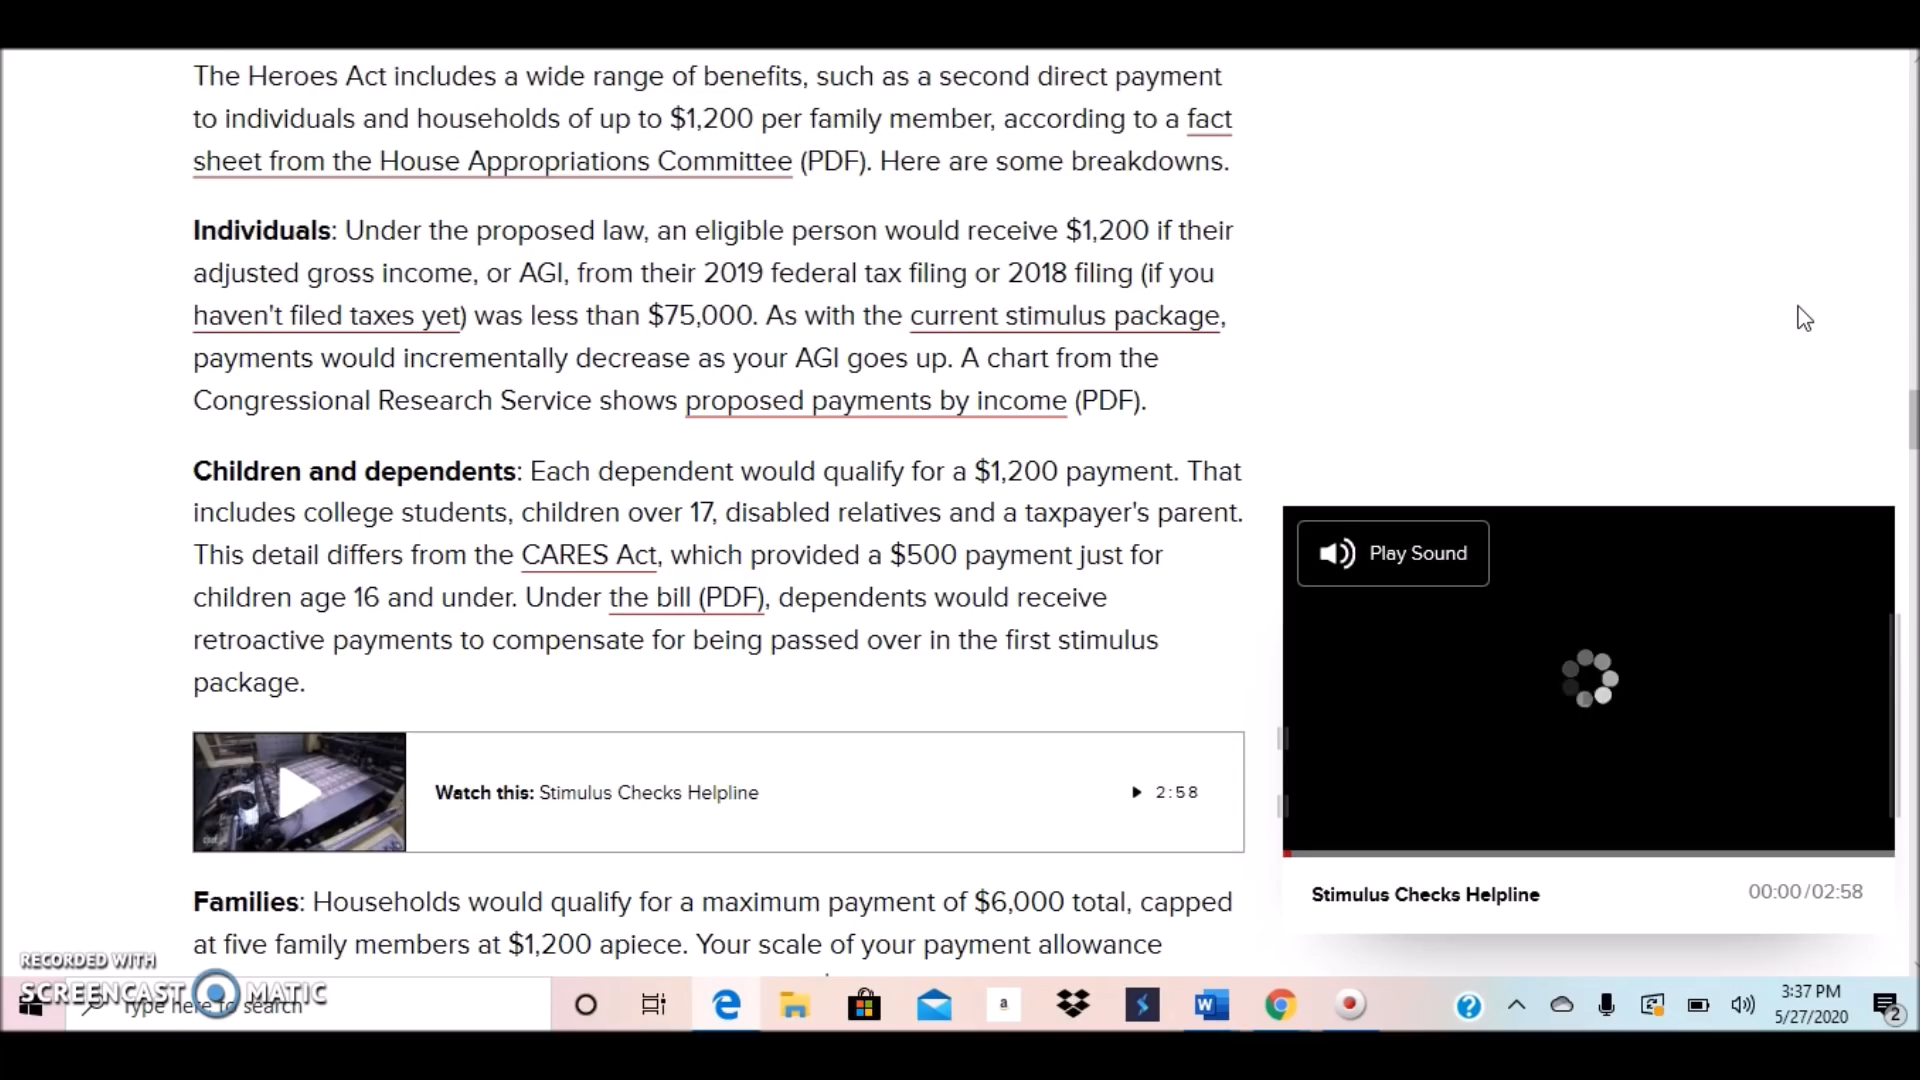 The Heroes Act includes a wide range of benefits, such as a second direct payment
to individuals and households of up to $1,200 per family member, according to a fact
sheet from the House Appropriations Committee (PDF). Here are some breakdowns.
Individuals: Under the proposed law, an eligible person would receive $1,200 if their
adjusted gross income, or AGI, from their 2019 federal tax filing or 2018 filing (if you
haven't filed taxes yet) was less than $75,000. As with the current stimulus package,
payments would incrementally decrease as your AGI goes up. A chart from the
Congressional Research Service shows proposed payments by income (PDF).
Children and dependents: Each dependent would qualify for a $1,200 payment. That
includes college students, children over 17, disabled relatives and a taxpayer's parent.
This detail differs from the CARES Act, which provided a $500 payment just for
children age 16 and under. Under the bill (PDF), dependents would receive
retroactive payments to compensate for being passed over in the first stimulus
package.
Play Sound
Watch this: Stimulus Checks Helpline 2:58
Stimulus Checks Helpline 00:00/02:58
Families: Households would qualify for a maximum payment of $6,000 total, capped
at five family members at $1,200 apiece. Your scale of your payment allowance
RECORDED WITH
SCREENCAST MATIC
Type here to search
a
W
?
3:37 PM
5/27/2020
2